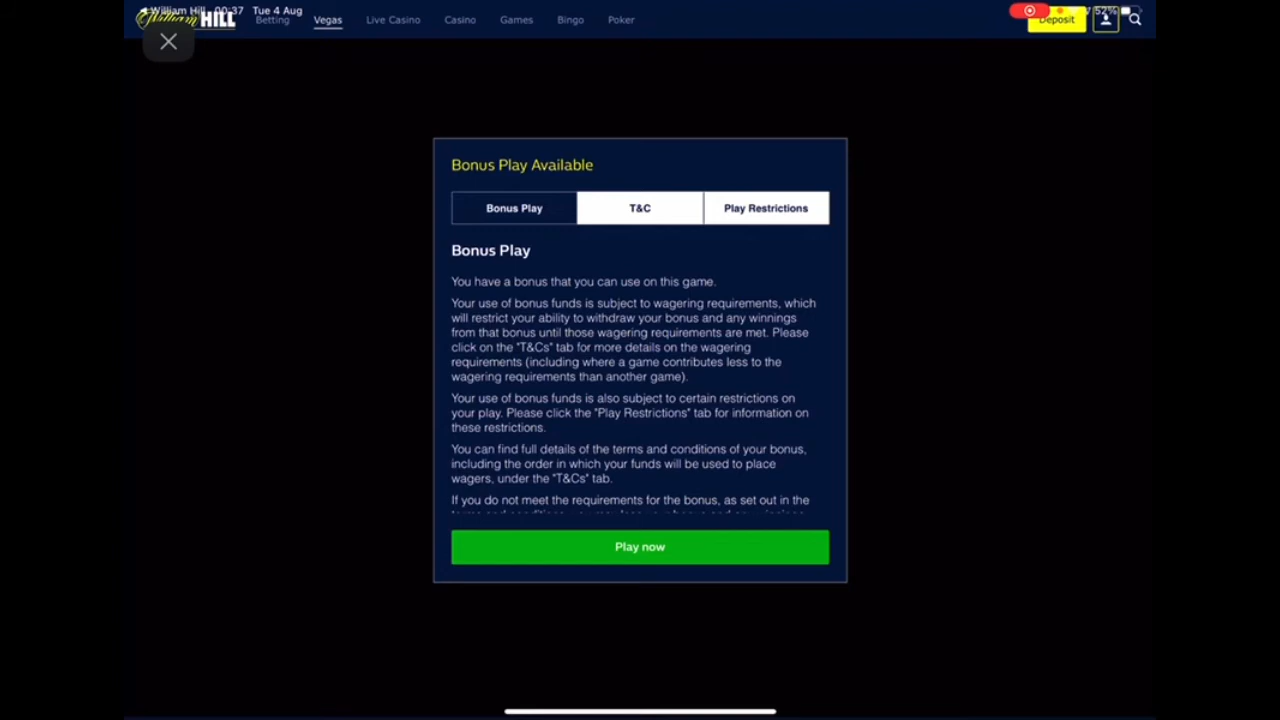 William Hill 00:37 Tue 4 Aug
52%
William HILL
Betting Vegas Live Casino Casino Games Bingo Poker
Deposit
Bonus Play Available
Bonus Play T&C Play Restrictions
Bonus Play
You have a bonus that you can use on this game.
Your use of bonus funds is subject to wagering requirements, which
will restrict your ability to withdraw your bonus and any winnings
from that bonus until those wagering requirements are met. Please
click on the "T&Cs" tab for more details on the wagering
requirements (including where a game contributes less to the
wagering requirements than another game).
Your use of bonus funds is also subject to certain restrictions on
your play. Please click the "Play Restrictions" tab for information on
these restrictions.
You can find full details of the terms and conditions of your bonus,
including the order in which your funds will be used to place
wagers, under the "T&Cs" tab.
If you do not meet the requirements for the bonus, as set out in the
Play now